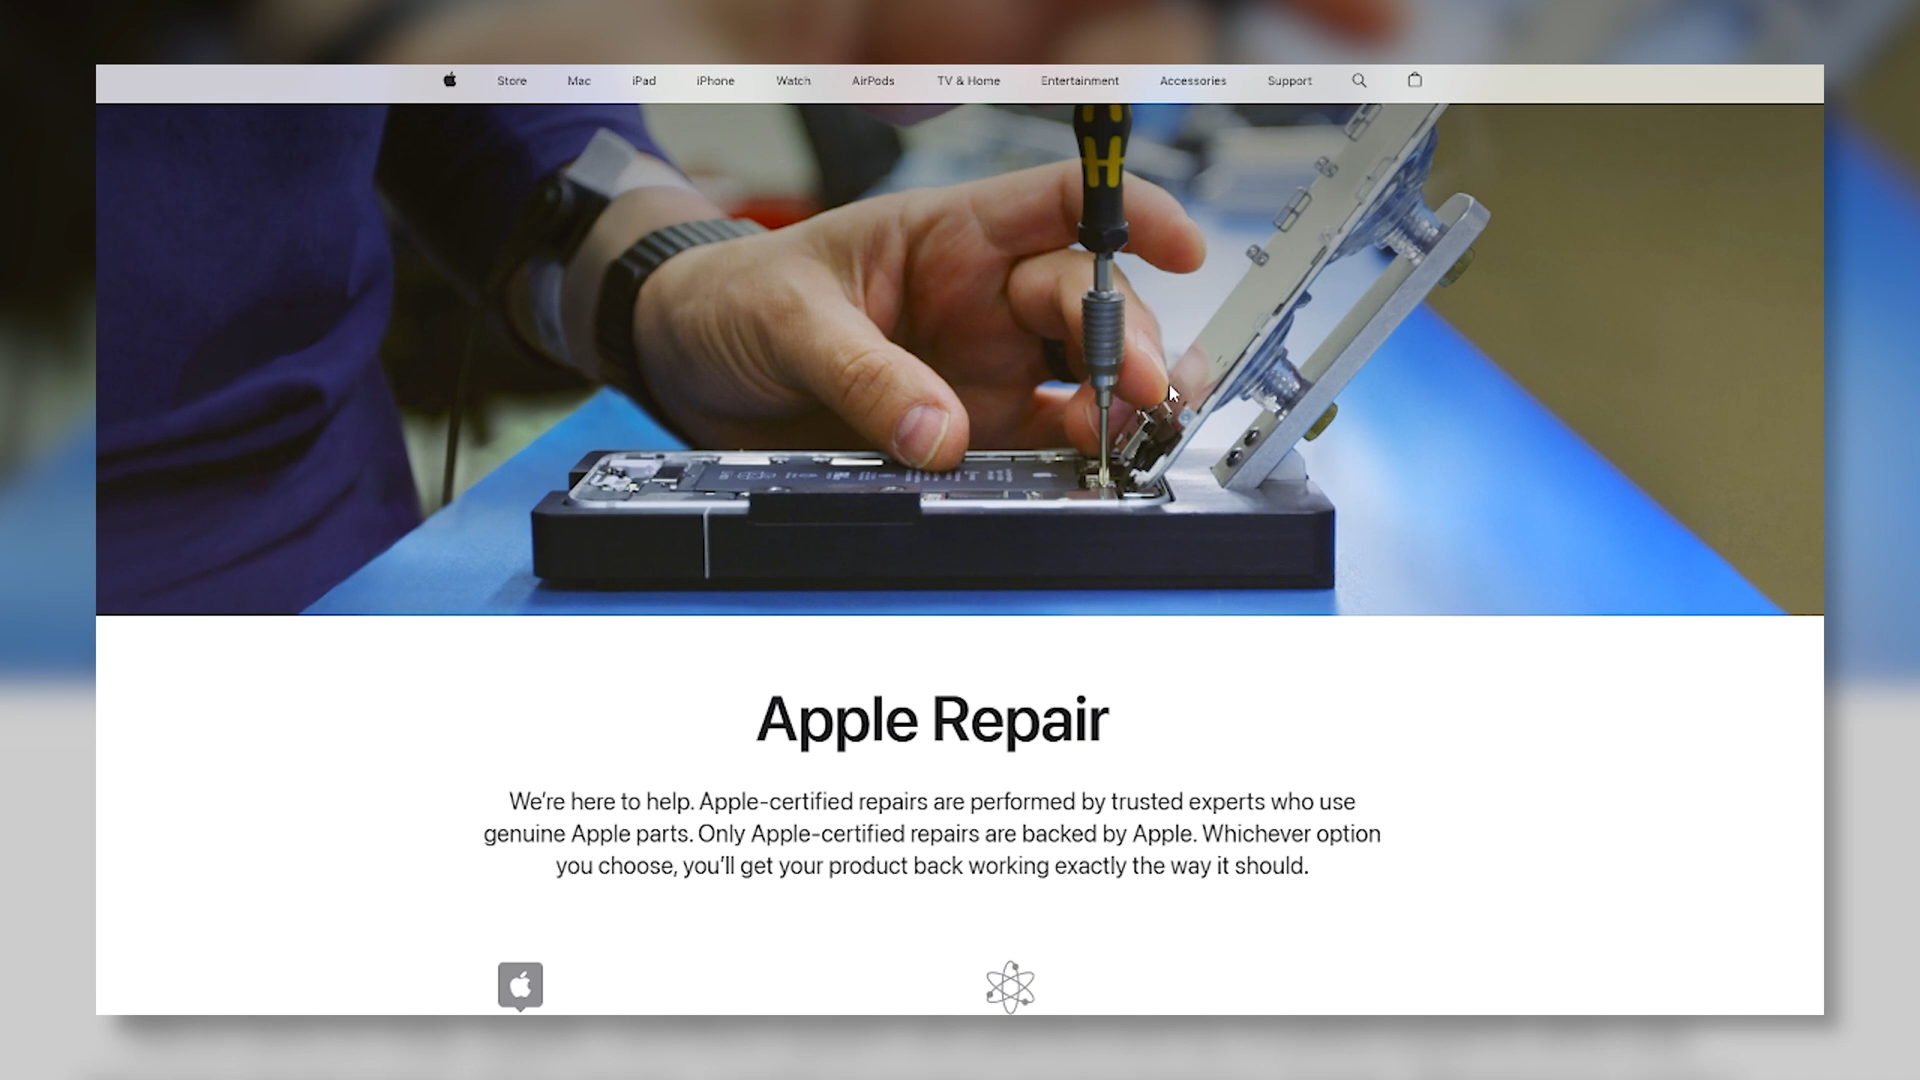 Store Mac iPad iPhone Watch AirPods TV & Home Entertainment Accessories Support
Apple Repair
We’re here to help. Apple-certified repairs are performed by trusted experts who use
genuine Apple parts. Only Apple-certified repairs are backed by Apple. Whichever option
you choose, you’ll get your product back working exactly the way it should.